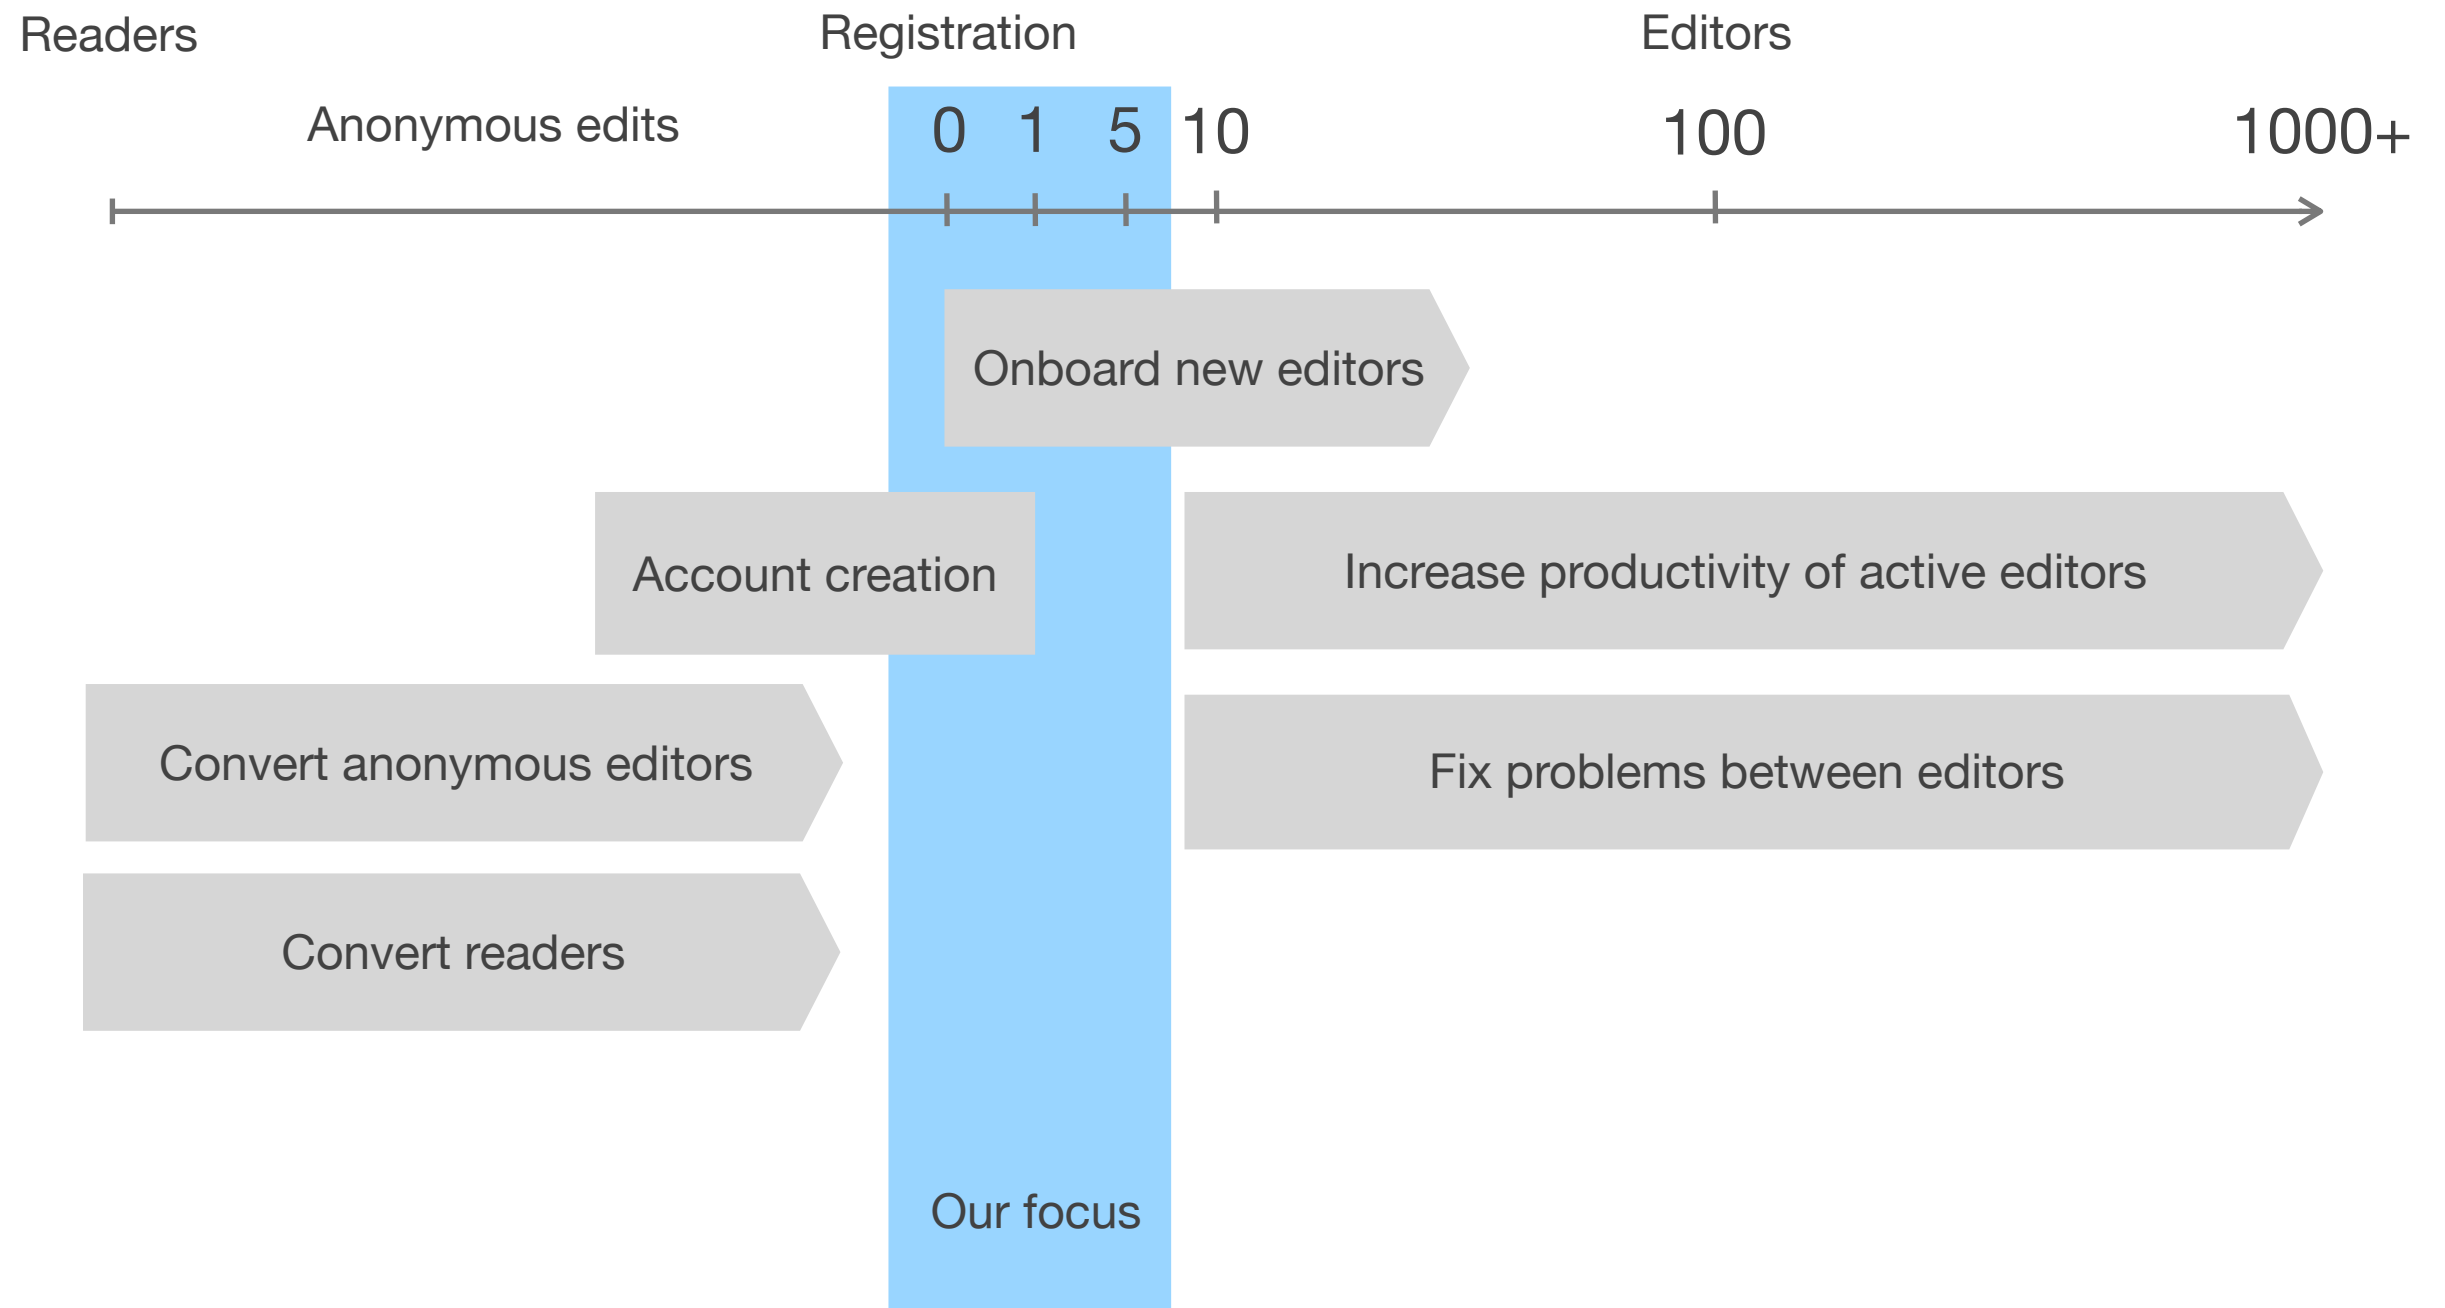 Readers
Registration
Editors
Anonymous edits
0 1 5 10 100 1000+
Onboard new editors
Account creation
Increase productivity of active editors
Convert anonymous editors
Fix problems between editors
Convert readers
Our focus